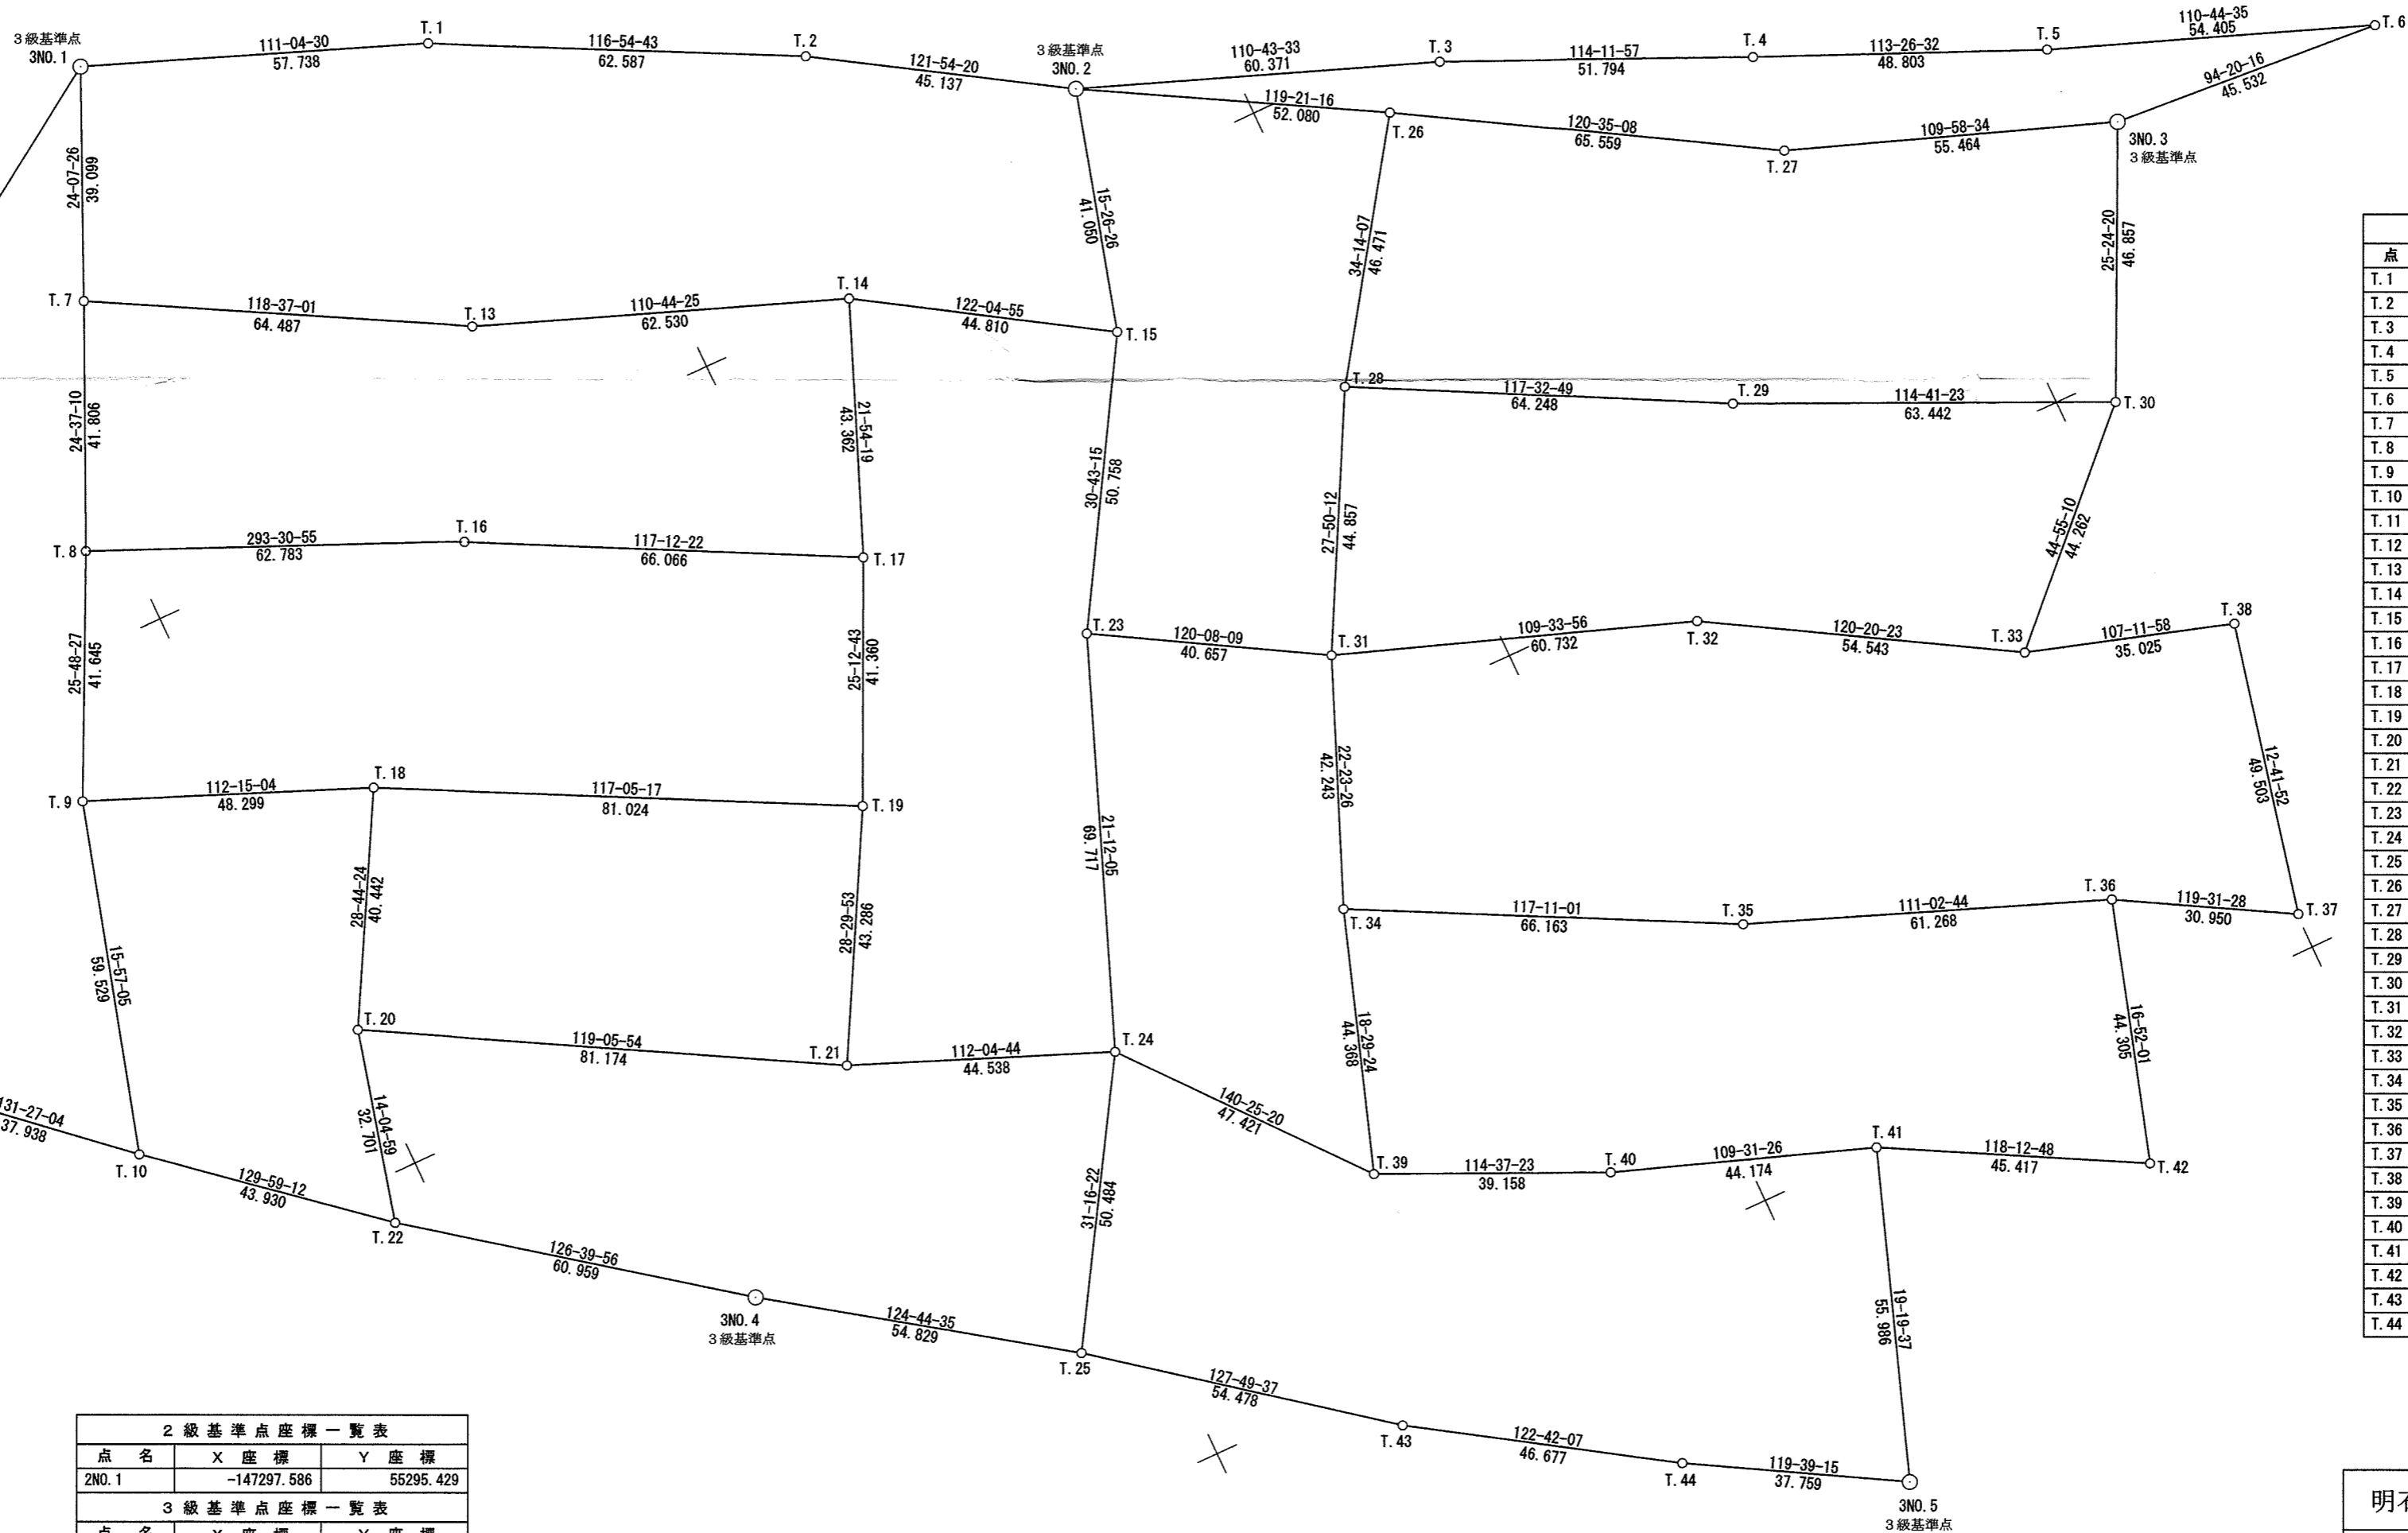 3級基準点
3NO. 1
111-04-30
57. 738
T. 1
116-54-43
62. 587
T. 2
121-54-20
45. 137
3級基準点
3NO. 2
110-43-33
60. 371
T. 3
114-11-57
51. 794
T. 4
113-26-32
48. 803
T. 5
110-44-35
54. 405
T. 6
94-20-16
45. 532
119-21-16
52. 080
T. 26
120-35-08
65. 559
T. 27
109-58-34
55. 464
3NO. 3
3級基準点
24-07-26
39. 099
15-26-26
41. 050
34-14-07
46. 471
25-24-20
46. 857
T. 7
118-37-01
64. 487
T. 13
110-44-25
62. 530
T. 14
122-04-55
44. 810
T. 15
T. 28
117-32-49
64. 248
T. 29
114-41-23
63. 442
T. 30
24-37-10
41. 806
21-54-19
43. 362
30-43-15
50. 758
27-50-12
44. 857
44-55-10
44. 262
T. 8
293-30-55
62. 783
T. 16
117-12-22
66. 066
T. 17
T. 23
120-08-09
40. 657
T. 31
109-33-56
60. 732
T. 32
120-20-23
54. 543
T. 33
107-11-58
35. 025
T. 38
25-48-27
41. 645
25-12-43
41. 360
22-23-26
42. 243
12-41-52
49. 503
T. 9
112-15-04
48. 299
T. 18
117-05-17
81. 024
T. 19
28-44-24
40. 442
28-29-53
43. 286
21-12-05
69. 717
T. 34
117-11-01
66. 163
T. 35
111-02-44
61. 268
T. 36
119-31-28
30. 950
T. 37
15-57-05
59. 529
T. 20
119-05-54
81. 174
T. 21
112-04-44
44. 538
T. 24
18-29-24
44. 368
16-52-01
44. 305
131-27-04
37. 938
T. 10
129-59-12
43. 930
14-04-59
32. 701
T. 22
140-25-20
47. 421
T. 39
114-37-23
39. 158
T. 40
109-31-26
44. 174
T. 41
118-12-48
45. 417
T. 42
31-16-22
50. 484
126-39-56
60. 959
3NO. 4
3級基準点
124-44-35
54. 829
T. 25
127-49-37
54. 478
T. 43
122-42-07
46. 677
T. 44
119-39-15
37. 759
19-19-37
55. 986
3NO. 5
3級基準点
点
T. 1
T. 2
T. 3
T. 4
T. 5
T. 6
T. 7
T. 8
T. 9
T. 10
T. 11
T. 12
T. 13
T. 14
T. 15
T. 16
T. 17
T. 18
T. 19
T. 20
T. 21
T. 22
T. 23
T. 24
T. 25
T. 26
T. 27
T. 28
T. 29
T. 30
T. 31
T. 32
T. 33
T. 34
T. 35
T. 36
T. 37
T. 38
T. 39
T. 40
T. 41
T. 42
T. 43
T. 44
2級基準点座標一覧表
点 名 X 座 標 Y 座 標
2NO. 1 -147297. 586 55295. 429
3級基準点座標一覧表
点 名 X 座 標 Y 座 標
明